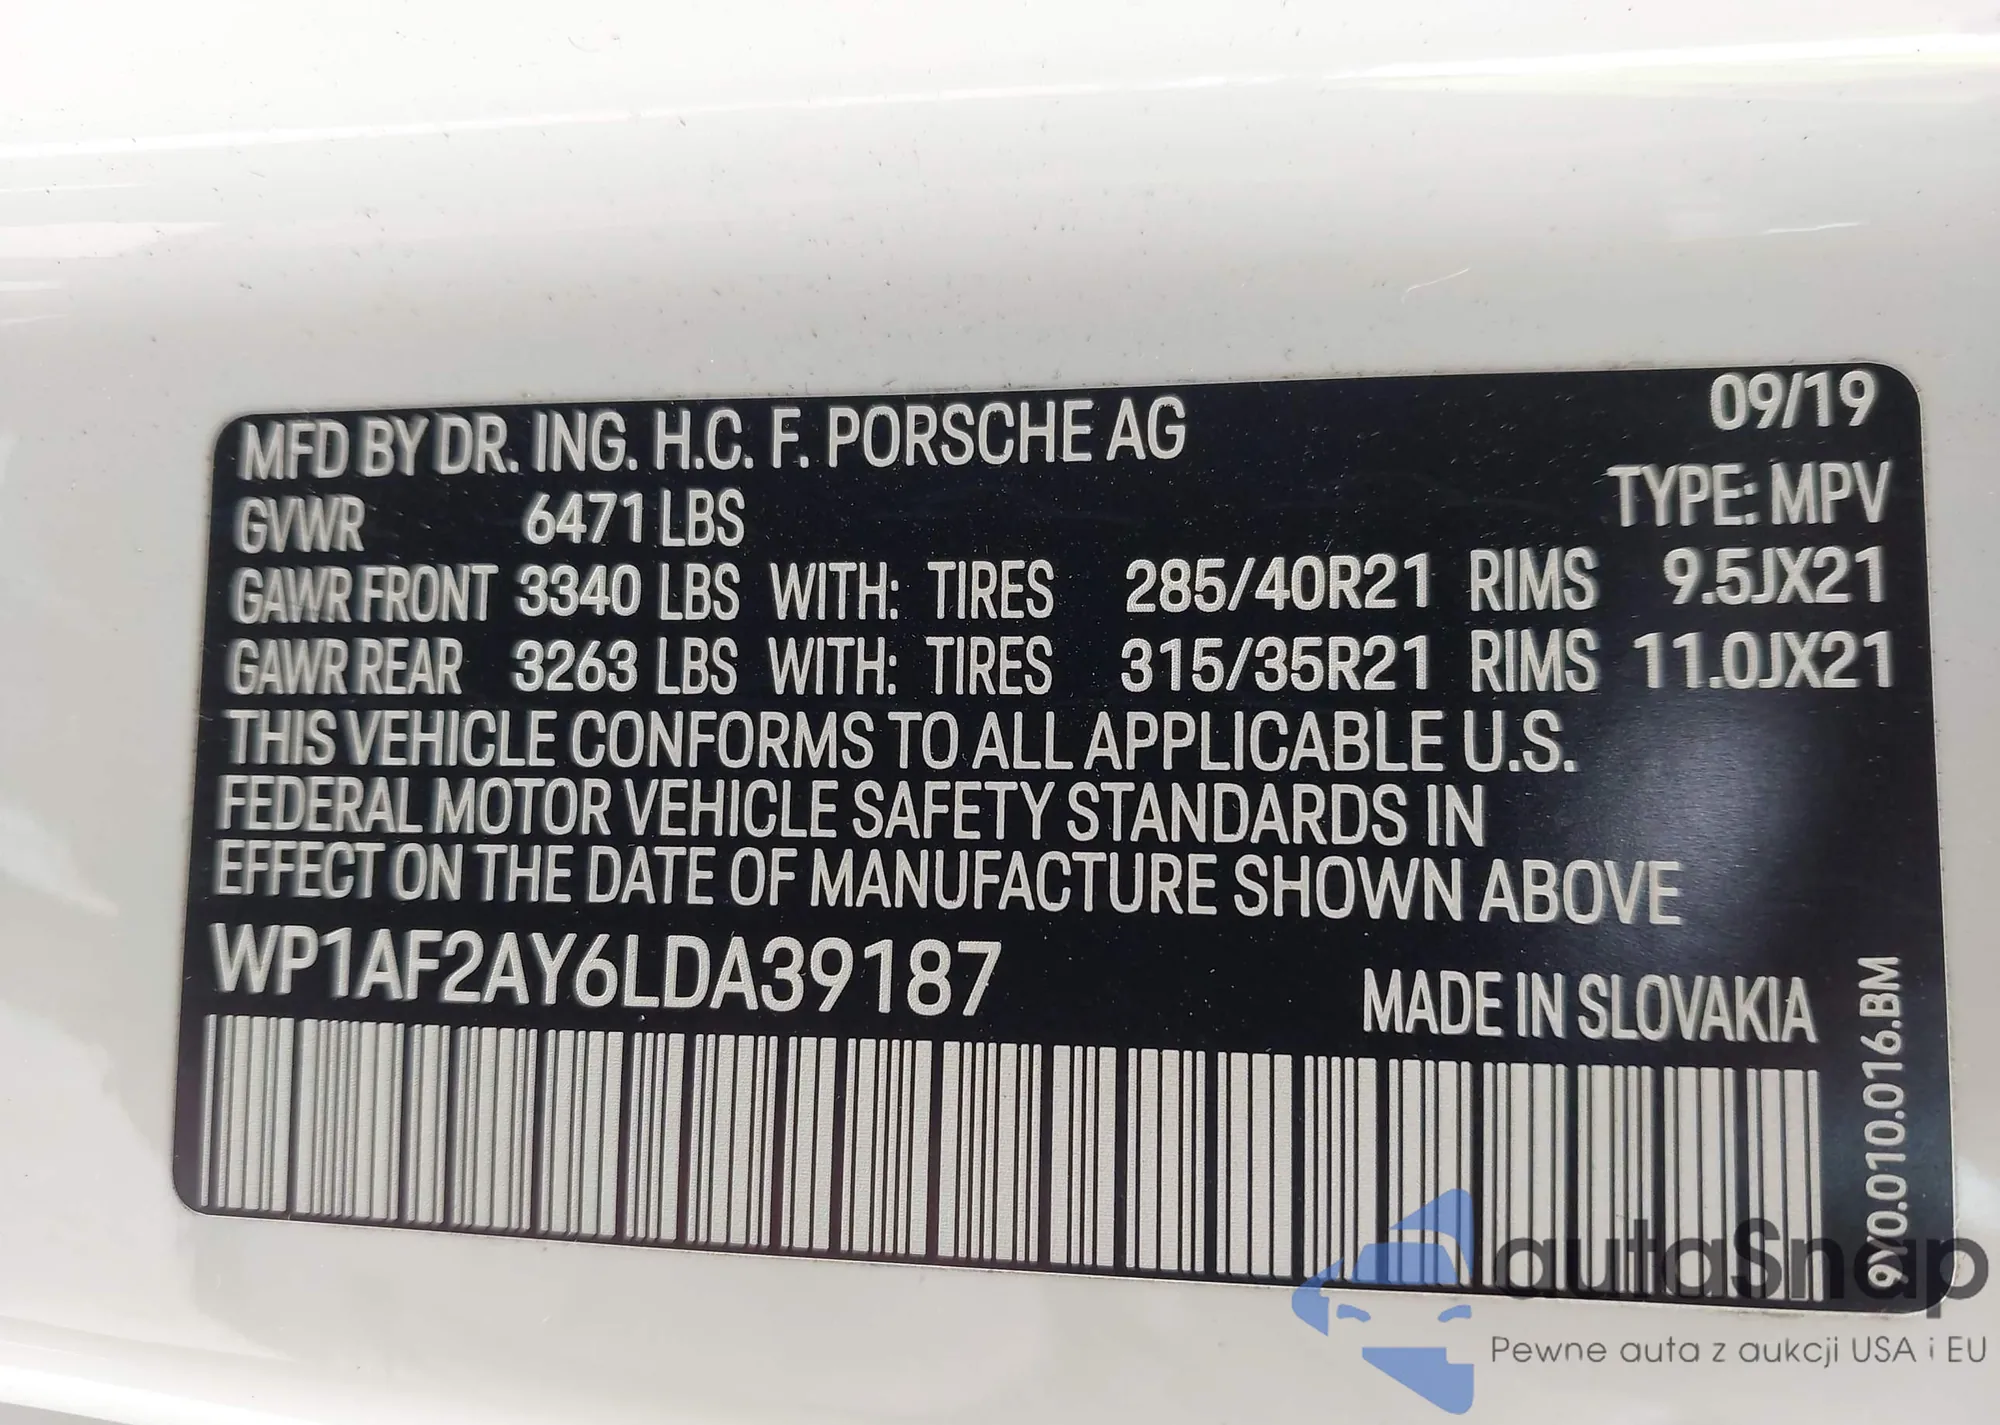 MFD BY DR. ING. H.C. F. PORSCHE AG 09/19
GVWR 6471 LBS TYPE: MPV
GAWR FRONT 3340 LBS WITH: TIRES 285/40R21 RIMS 9.5JX21
GAWR REAR 3263 LBS WITH: TIRES 315/35R21 RIMS 11.0JX21
THIS VEHICLE CONFORMS TO ALL APPLICABLE U.S.
FEDERAL MOTOR VEHICLE SAFETY STANDARDS IN
EFFECT ON THE DATE OF MANUFACTURE SHOWN ABOVE
WP1AF2AY6LDA39187
MADE IN SLOVAKIA
9Y0.010.016.BM
autaSnap
Pewne auta z aukcji USA i EU